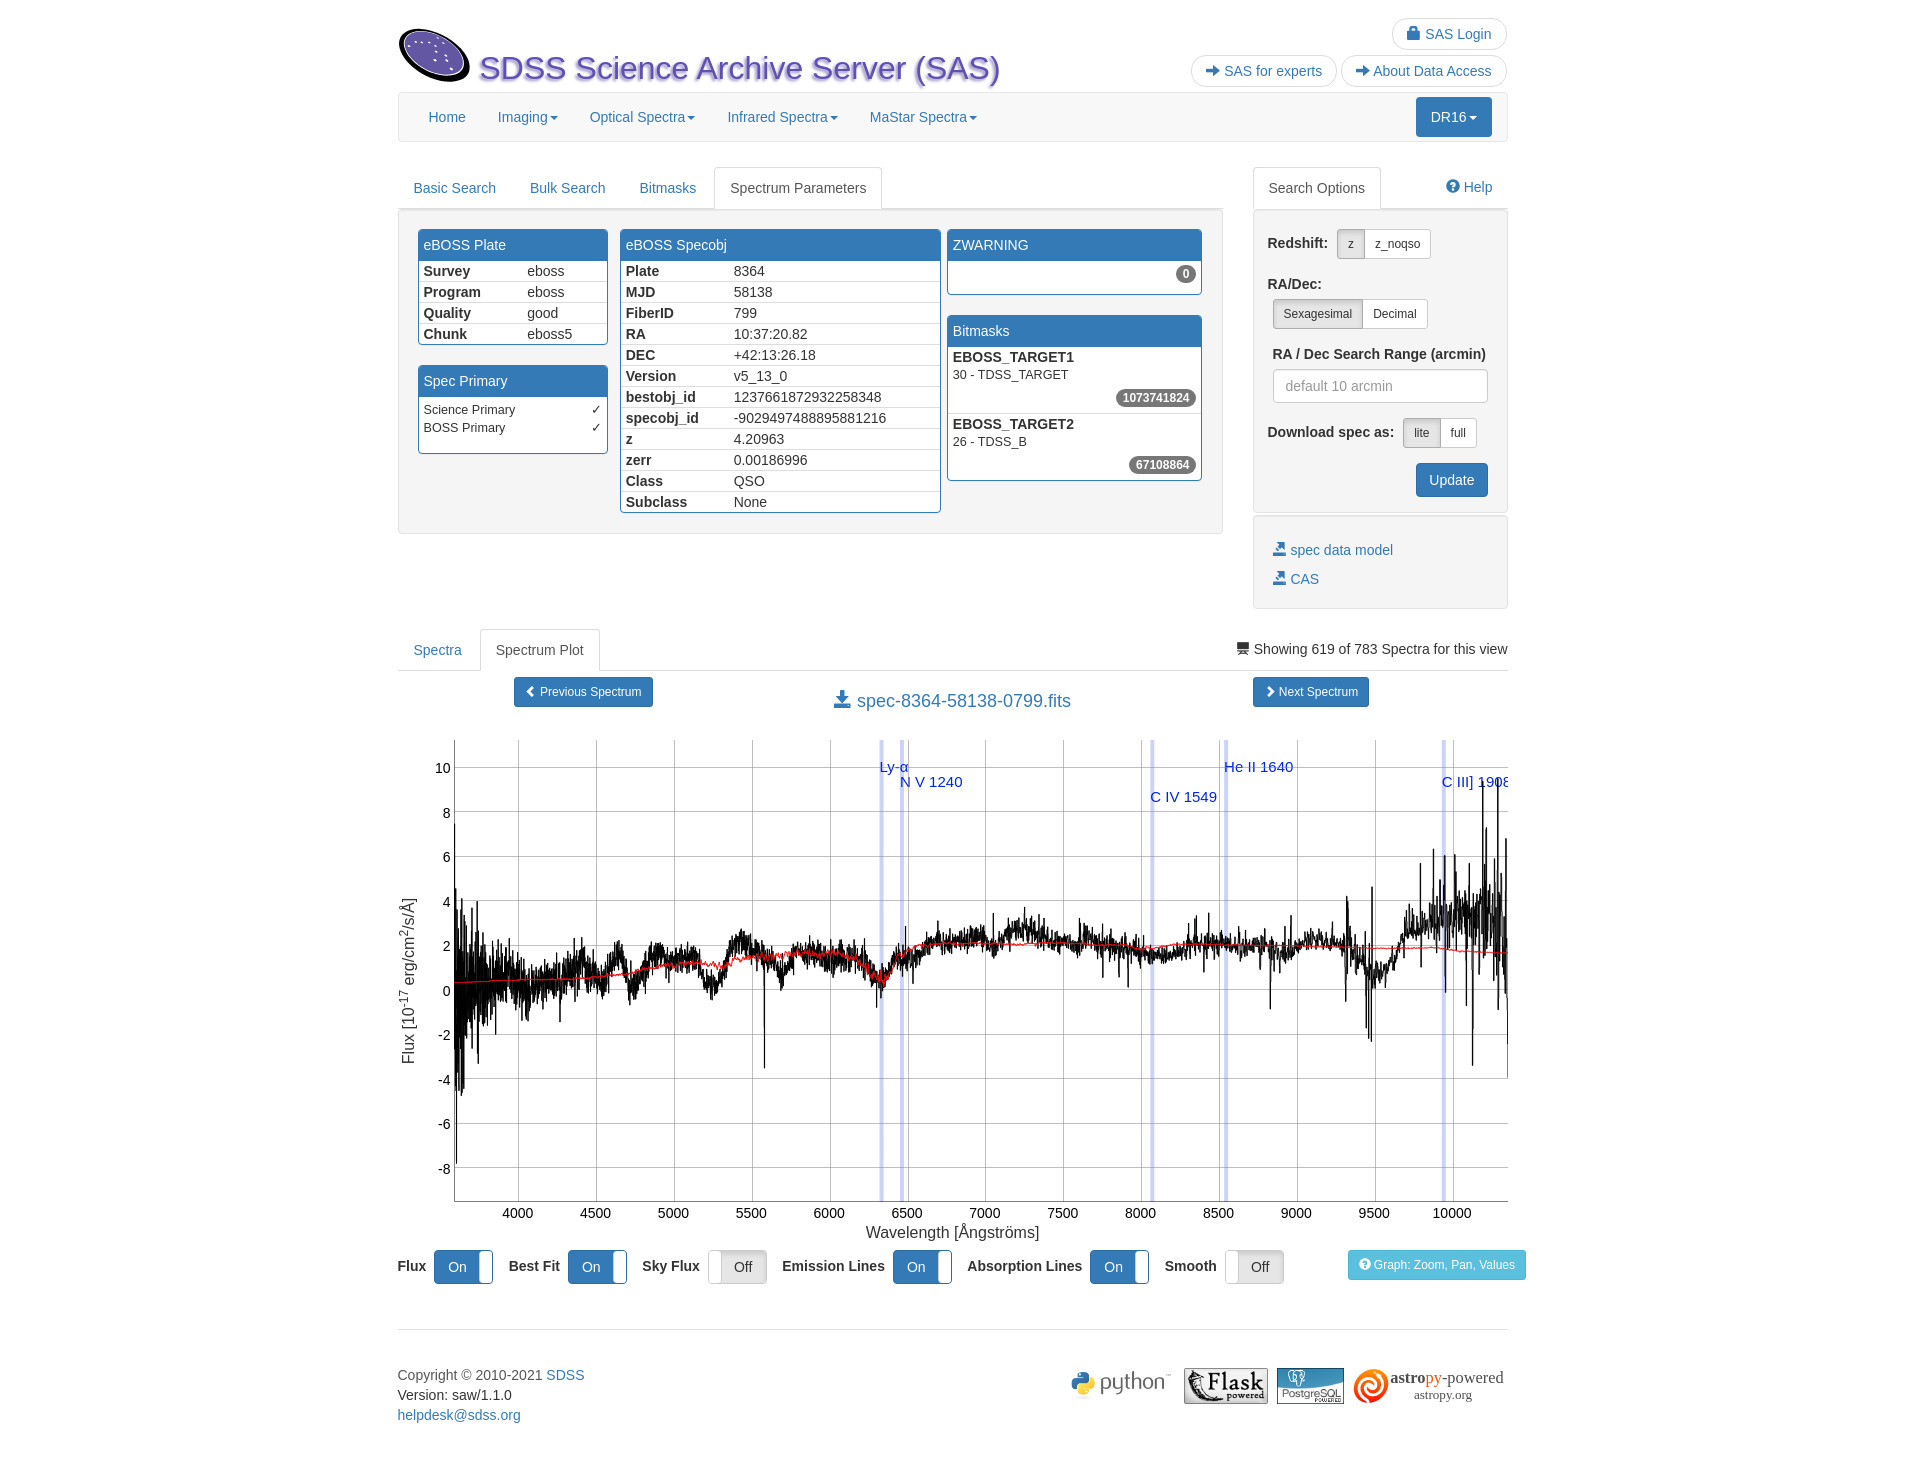 SAS Login
SDSS Science Archive Server (SAS)
SAS for experts
About Data Access
Home Imaging Optical Spectra Infrared Spectra MaStar Spectra DR16
Basic Search Bulk Search Bitmasks Spectrum Parameters
eBOSS Plate
Survey eboss
Program eboss
Quality good
Chunk eboss5
Spec Primary
Science Primary ✓
BOSS Primary ✓
eBOSS Specobj
Plate 8364
MJD 58138
FiberID 799
RA 10:37:20.82
DEC +42:13:26.18
Version v5_13_0
bestobj_id 1237661872932258348
specobj_id -9029497488895881216
z 4.20963
zerr 0.00186996
Class QSO
Subclass None
ZWARNING
0
Bitmasks
EBOSS_TARGET1
30 - TDSS_TARGET
1073741824
EBOSS_TARGET2
26 - TDSS_B
67108864
Search Options Help
Redshift: z z_noqso
RA/Dec:
Sexagesimal Decimal
RA / Dec Search Range (arcmin)
default 10 arcmin
Download spec as: lite full
Update
spec data model
CAS
Spectra Spectrum Plot
Showing 619 of 783 Spectra for this view
Previous Spectrum
spec-8364-58138-0799.fits
Next Spectrum
Ly-α
N V 1240
C IV 1549
He II 1640
C III] 1908
10
8
6
4
2
0
-2
-4
-6
-8
Flux [10-17 erg/cm2/s/Å]
4000 4500 5000 5500 6000 6500 7000 7500 8000 8500 9000 9500 10000
Wavelength [Ångströms]
Flux On Best Fit On Sky Flux Off Emission Lines On Absorption Lines On Smooth Off
Graph: Zoom, Pan, Values
Copyright © 2010-2021 SDSS
Version: saw/1.1.0
helpdesk@sdss.org
python
Flask
powered
PostgreSQL
POWERED
astropy-powered
astropy.org